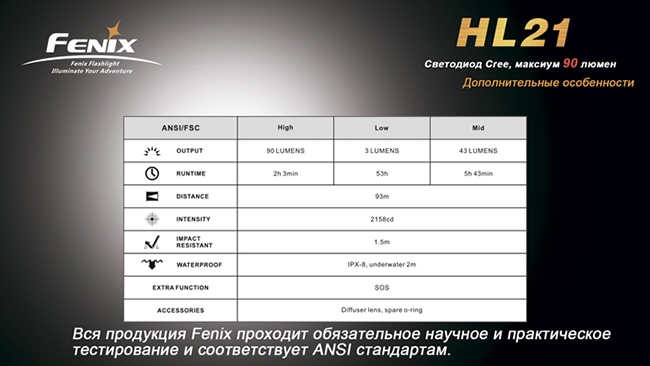 FENIX
Fenix Flashlight
Illuminate Your Adventure
HL21
Светодиод Cree, максиум 90 люмен
Дополнительные особенности
ANSI/FSC High Low Mid
OUTPUT 90 LUMENS 3 LUMENS 43 LUMENS
RUNTIME 2h 3min 53h 5h 43min
DISTANCE 93m
INTENSITY 2158cd
IMPACT
RESISTANT 1.5m
WATERPROOF IPX-8, underwater 2m
EXTRA FUNCTION SOS
ACCESSORIES Diffuser lens, spare o-ring
Вся продукция Fenix проходит обязательное научное и практическое
тестирование и соответствует ANSI стандартам.